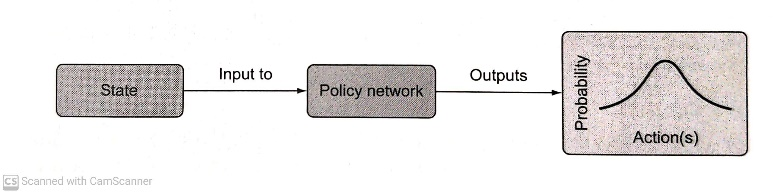 State
Input to
Policy network
Outputs
Probability
Action(s)
CS Scanned with CamScanner